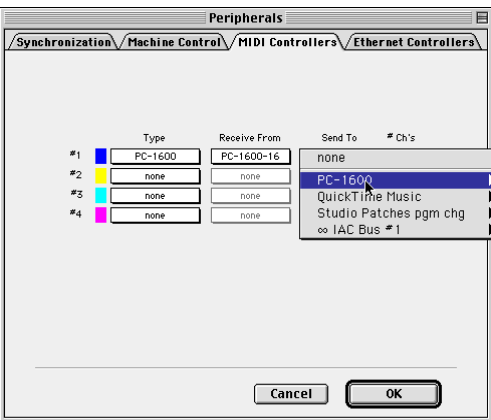 Peripherals
Synchronization Machine Control MIDI Controllers Ethernet Controllers
Type Receive From Send To # Ch's
#1 PC-1600 PC-1600-16 none
#2 none none PC-1600
#3 none none QuickTime Music
#4 none none Studio Patches pgm chg
∞ IAC Bus #1
Cancel OK